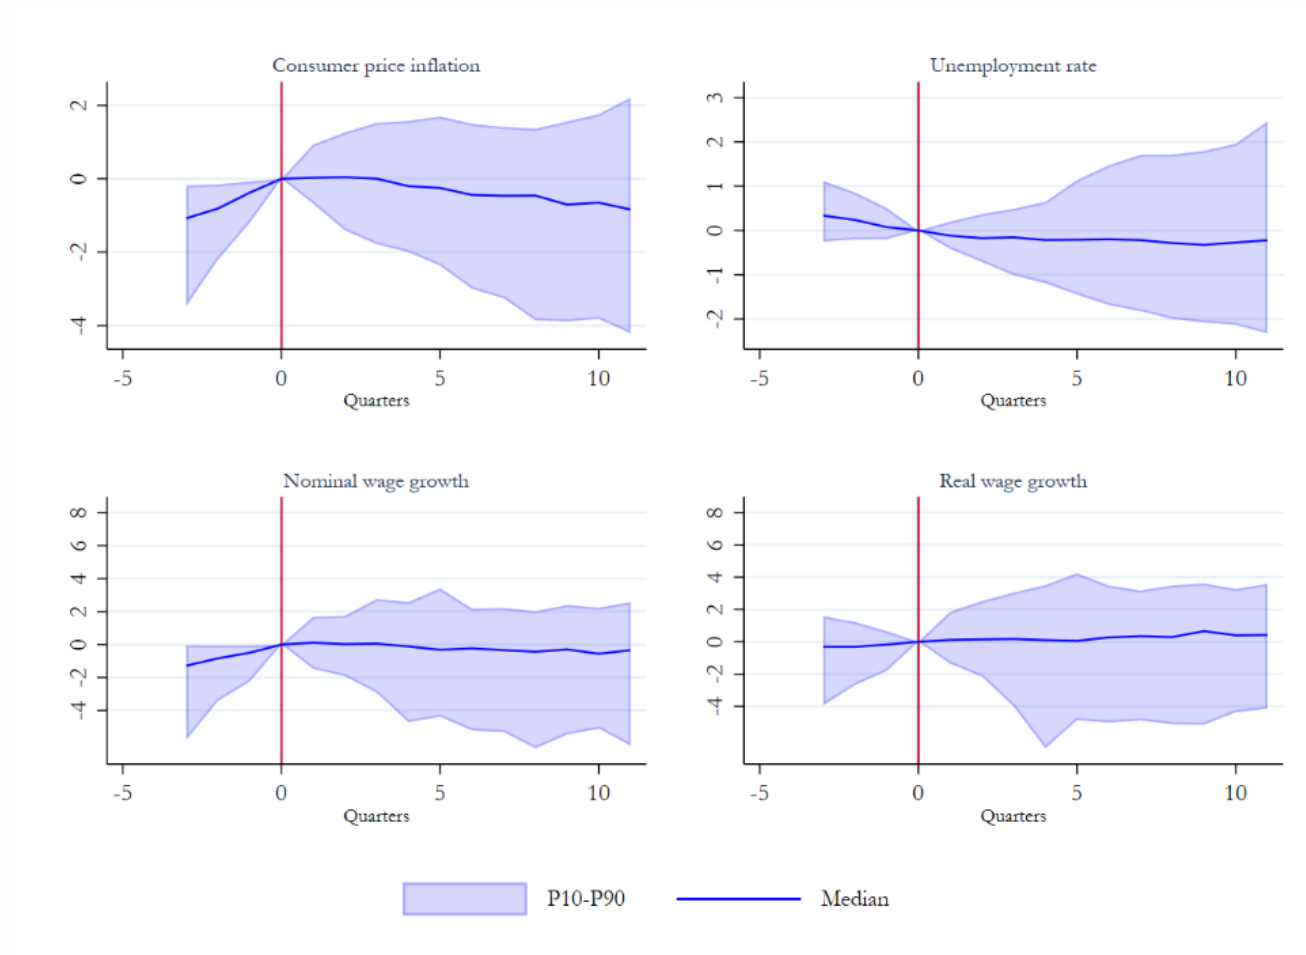 Consumer price inflation
2
0
-2
-4
-5 0 5 10
Quarters
Unemployment rate
3
2
1
0
-1
-2
-5 0 5 10
Quarters
Nominal wage growth
8
6
4
2
0
-2
-4
-5 0 5 10
Quarters
Real wage growth
8
6
4
2
0
-2
-4
-5 0 5 10
Quarters
P10-P90 Median